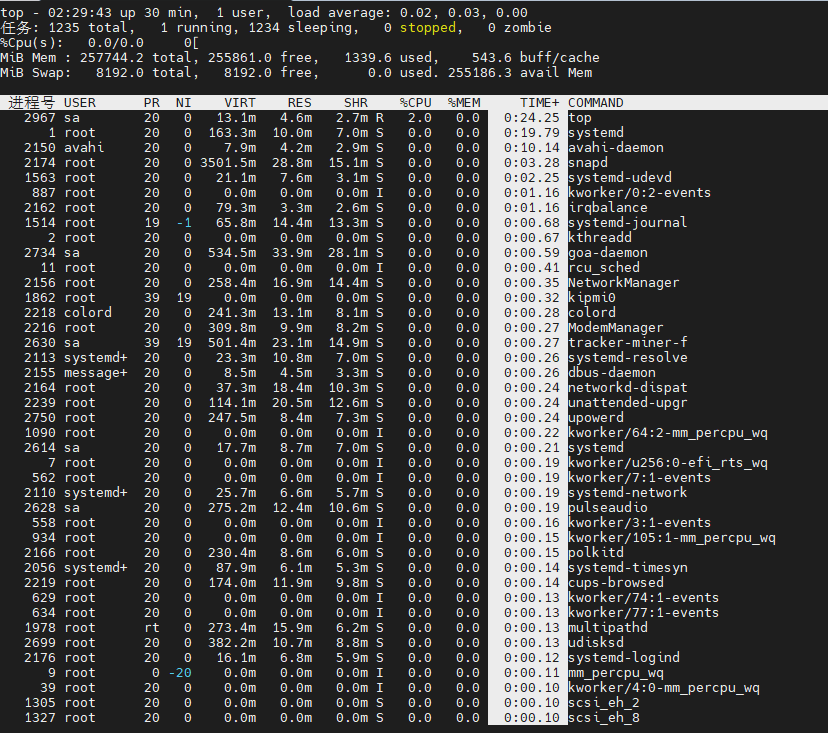 top - 02:29:43 up 30 min,  1 user,  load average: 0.02, 0.03, 0.00
任务: 1235 total,   1 running, 1234 sleeping,   0 stopped,   0 zombie
%Cpu(s):   0.0/0.0     0[
MiB Mem : 257744.2 total, 255861.0 free,   1339.6 used,    543.6 buff/cache
MiB Swap:   8192.0 total,   8192.0 free,      0.0 used. 255186.3 avail Mem
进程号 USER      PR  NI    VIRT    RES    SHR    %CPU  %MEM     TIME+ COMMAND
2967 sa        20   0   13.1m   4.6m   2.7m R   2.0   0.0   0:24.25 top
1 root      20   0  163.3m  10.0m   7.0m S   0.0   0.0   0:19.79 systemd
2150 avahi     20   0    7.9m   4.2m   2.9m S   0.0   0.0   0:10.14 avahi-daemon
2174 root      20   0 3501.5m  28.8m  15.1m S   0.0   0.0   0:03.28 snapd
1563 root      20   0   21.1m   7.6m   3.1m S   0.0   0.0   0:02.25 systemd-udevd
887 root      20   0    0.0m   0.0m   0.0m I   0.0   0.0   0:01.16 kworker/0:2-events
2162 root      20   0   79.3m   3.3m   2.6m S   0.0   0.0   0:01.16 irqbalance
1514 root      19  -1   65.8m  14.4m  13.3m S   0.0   0.0   0:00.68 systemd-journal
2 root      20   0    0.0m   0.0m   0.0m S   0.0   0.0   0:00.67 kthreadd
2734 sa        20   0  534.5m  33.9m  28.1m S   0.0   0.0   0:00.59 goa-daemon
11 root      20   0    0.0m   0.0m   0.0m I   0.0   0.0   0:00.41 rcu_sched
2156 root      20   0  258.4m  16.9m  14.4m S   0.0   0.0   0:00.35 NetworkManager
1862 root      39  19    0.0m   0.0m   0.0m S   0.0   0.0   0:00.32 kipmi0
2218 colord    20   0  241.3m  13.1m   8.1m S   0.0   0.0   0:00.28 colord
2216 root      20   0  309.8m   9.9m   8.2m S   0.0   0.0   0:00.27 ModemManager
2630 sa        39  19  501.4m  23.1m  14.9m S   0.0   0.0   0:00.27 tracker-miner-f
2113 systemd+  20   0   23.3m  10.8m   7.0m S   0.0   0.0   0:00.26 systemd-resolve
2155 message+  20   0    8.5m   4.5m   3.3m S   0.0   0.0   0:00.26 dbus-daemon
2164 root      20   0   37.3m  18.4m  10.3m S   0.0   0.0   0:00.24 networkd-dispat
2239 root      20   0  114.1m  20.5m  12.6m S   0.0   0.0   0:00.24 unattended-upgr
2750 root      20   0  247.5m   8.4m   7.3m S   0.0   0.0   0:00.24 upowerd
1090 root      20   0    0.0m   0.0m   0.0m I   0.0   0.0   0:00.22 kworker/64:2-mm_percpu_wq
2614 sa        20   0   17.7m   8.7m   7.0m S   0.0   0.0   0:00.21 systemd
7 root      20   0    0.0m   0.0m   0.0m I   0.0   0.0   0:00.19 kworker/u256:0-efi_rts_wq
562 root      20   0    0.0m   0.0m   0.0m I   0.0   0.0   0:00.19 kworker/7:1-events
2110 systemd+  20   0   25.7m   6.6m   5.7m S   0.0   0.0   0:00.19 systemd-network
2628 sa        20   0  275.2m  12.4m  10.6m S   0.0   0.0   0:00.19 pulseaudio
558 root      20   0    0.0m   0.0m   0.0m I   0.0   0.0   0:00.16 kworker/3:1-events
934 root      20   0    0.0m   0.0m   0.0m I   0.0   0.0   0:00.15 kworker/105:1-mm_percpu_wq
2166 root      20   0  230.4m   8.6m   6.0m S   0.0   0.0   0:00.15 polkitd
2056 systemd+  20   0   87.9m   6.1m   5.3m S   0.0   0.0   0:00.14 systemd-timesyn
2219 root      20   0  174.0m  11.9m   9.8m S   0.0   0.0   0:00.14 cups-browsed
629 root      20   0    0.0m   0.0m   0.0m I   0.0   0.0   0:00.13 kworker/74:1-events
634 root      20   0    0.0m   0.0m   0.0m I   0.0   0.0   0:00.13 kworker/77:1-events
1978 root      rt   0  273.4m  15.9m   6.2m S   0.0   0.0   0:00.13 multipathd
2699 root      20   0  382.2m  10.7m   8.8m S   0.0   0.0   0:00.13 udisksd
2176 root      20   0   16.1m   6.8m   5.9m S   0.0   0.0   0:00.12 systemd-logind
9 root       0 -20    0.0m   0.0m   0.0m I   0.0   0.0   0:00.11 mm_percpu_wq
39 root      20   0    0.0m   0.0m   0.0m I   0.0   0.0   0:00.10 kworker/4:0-mm_percpu_wq
1305 root      20   0    0.0m   0.0m   0.0m S   0.0   0.0   0:00.10 scsi_eh_2
1327 root      20   0    0.0m   0.0m   0.0m S   0.0   0.0   0:00.10 scsi_eh_8